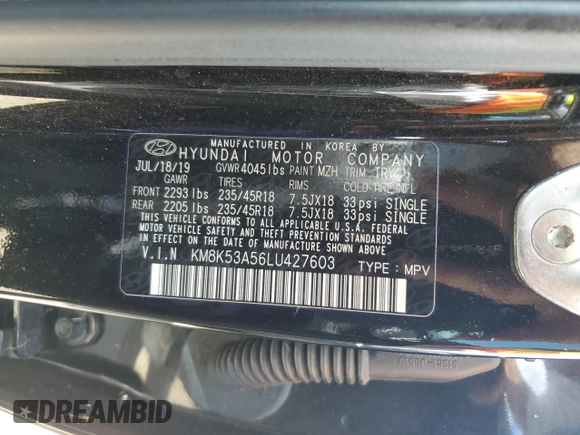 MANUFACTURED IN KOREA BY
HYUNDAI MOTOR COMPANY
JUL/18/19 GVWR 4045lbs PAINT MZH TRIM TRY
GAWR TIRES RIMS COLD PRE INFL
FRONT 2293 lbs 235/45R18 7.5JX18 33psi SINGLE
REAR 2205 lbs 235/45R18 7.5JX18 33psi SINGLE
THIS VEHICLE CONFORMS TO ALL APPLICABLE U.S.A. FEDERAL
MOTOR VEHICLE SAFETY AND THEFT PREVENTION STANDARDS
IN EFFECT ON THE DATE OF MANUFACTURE SHOWN ABOVE.
V.I.N KM8K53A56LU427603 TYPE : MPV
DREAMBID